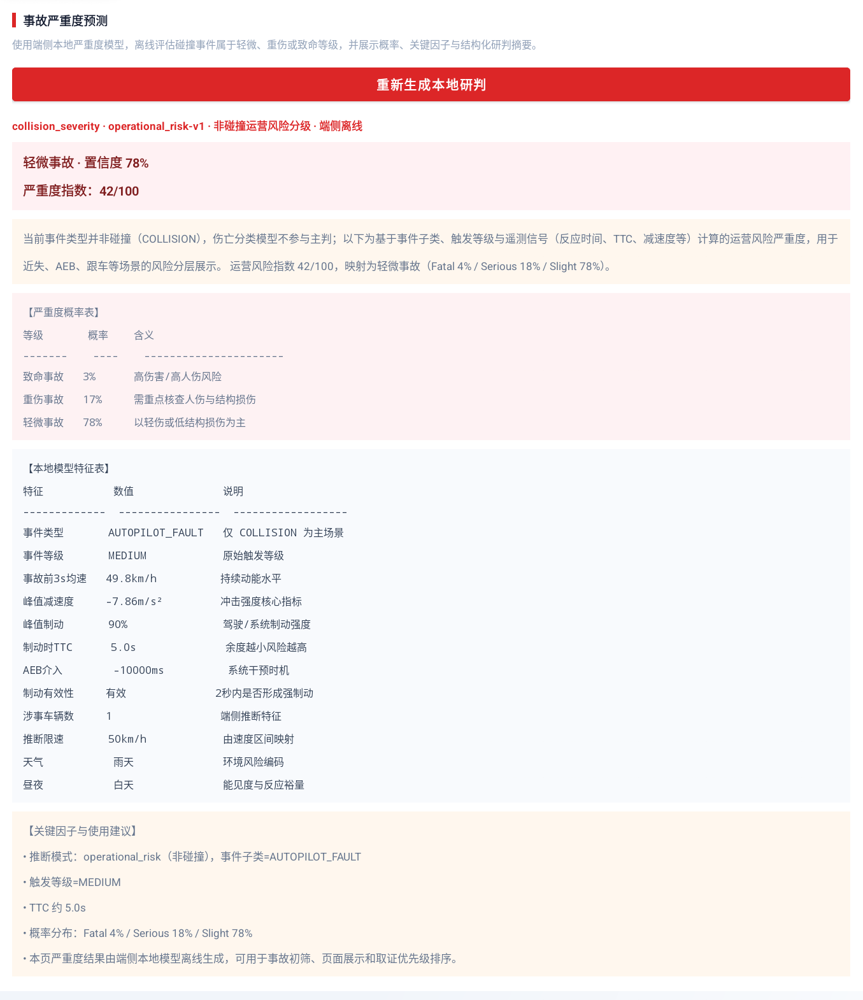 事故严重度预测
使用端侧本地严重度模型，离线评估碰撞事件属于轻微、重伤或致命等级，并展示概率、关键因子与结构化研判摘要。
重新生成本地研判
collision_severity · operational_risk-v1 · 非碰撞运营风险分级 · 端侧离线
轻微事故 · 置信度 78%
严重度指数：42/100
当前事件类型并非碰撞（COLLISION），伤亡分类模型不参与主判；以下为基于事件子类、触发等级与遥测信号（反应时间、TTC、减速度等）计算的运营风险严重度，用于
近失、AEB、跟车等场景的风险分层展示。 运营风险指数 42/100，映射为轻微事故（Fatal 4% / Serious 18% / Slight 78%）。
【严重度概率表】
等级 概率 含义
------- ---- ----------------------
致命事故 3% 高伤害/高人伤风险
重伤事故 17% 需重点核查人伤与结构损伤
轻微事故 78% 以轻伤或低结构损伤为主
【本地模型特征表】
特征 数值 说明
------------- ---------------- ------------------
事件类型 AUTOPILOT_FAULT 仅 COLLISION 为主场景
事件等级 MEDIUM 原始触发等级
事故前3s均速 49.8km/h 持续动能水平
峰值减速度 -7.86m/s² 冲击强度核心指标
峰值制动 90% 驾驶/系统制动强度
制动时TTC 5.0s 余度越小风险越高
AEB介入 -10000ms 系统干预时机
制动有效性 有效 2秒内是否形成强制动
涉事车辆数 1 端侧推断特征
推断限速 50km/h 由速度区间映射
天气 雨天 环境风险编码
昼夜 白天 能见度与反应裕量
【关键因子与使用建议】
• 推断模式：operational_risk（非碰撞），事件子类=AUTOPILOT_FAULT
• 触发等级=MEDIUM
• TTC 约 5.0s
• 概率分布：Fatal 4% / Serious 18% / Slight 78%
• 本页严重度结果由端侧本地模型离线生成，可用于事故初筛、页面展示和取证优先级排序。